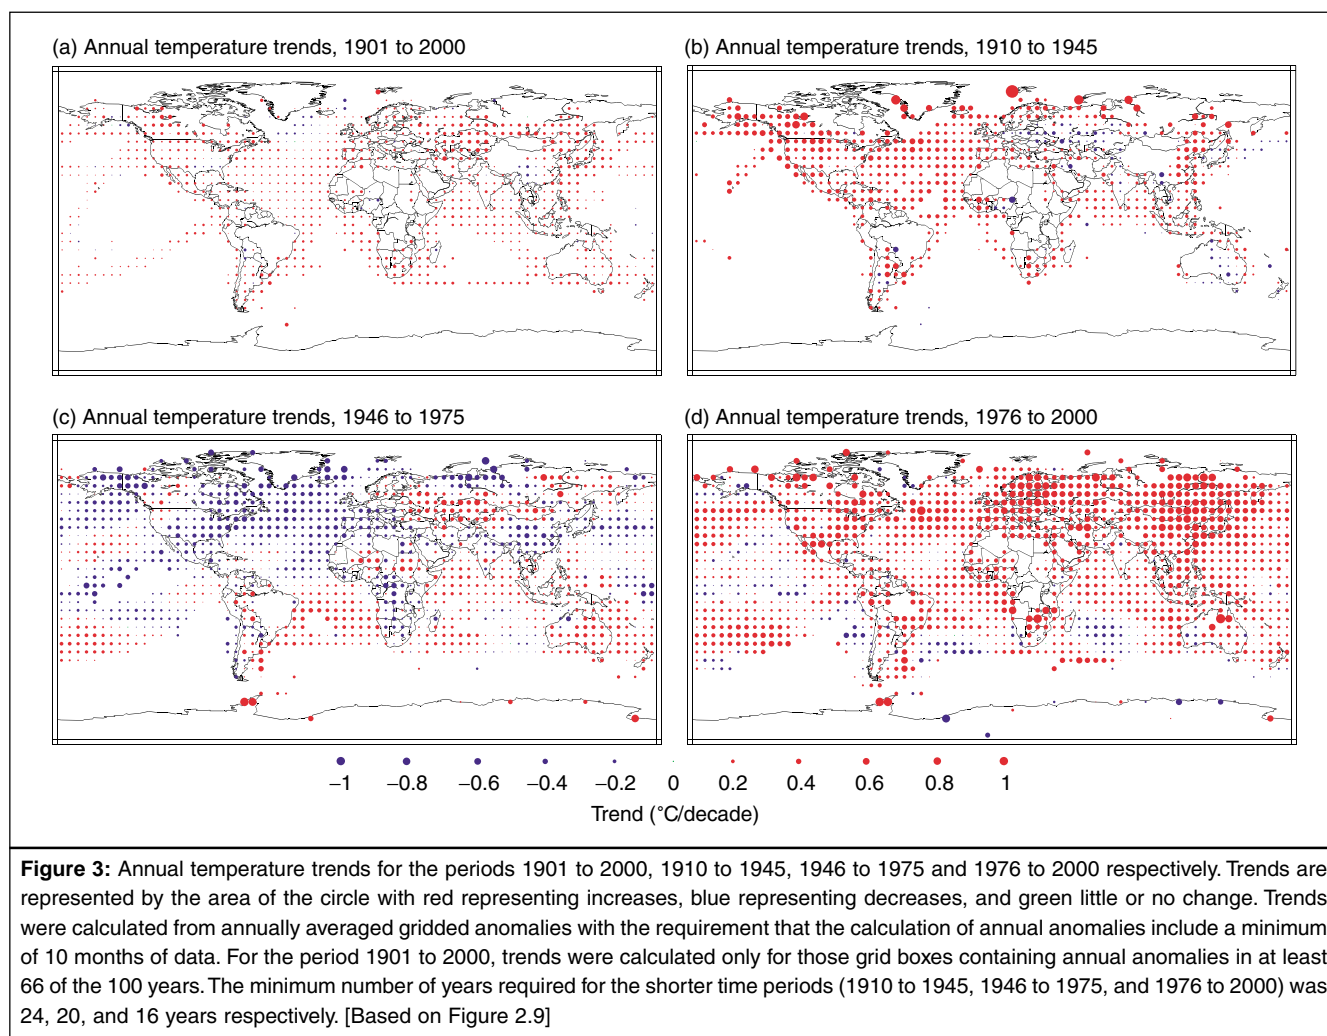 (a) Annual temperature trends, 1901 to 2000
(b) Annual temperature trends, 1910 to 1945
(c) Annual temperature trends, 1946 to 1975
(d) Annual temperature trends, 1976 to 2000
−1 −0.8 −0.6 −0.4 −0.2 0 0.2 0.4 0.6 0.8 1
Trend (°C/decade)
Figure 3: Annual temperature trends for the periods 1901 to 2000, 1910 to 1945, 1946 to 1975 and 1976 to 2000 respectively. Trends are
represented by the area of the circle with red representing increases, blue representing decreases, and green little or no change. Trends
were calculated from annually averaged gridded anomalies with the requirement that the calculation of annual anomalies include a minimum
of 10 months of data. For the period 1901 to 2000, trends were calculated only for those grid boxes containing annual anomalies in at least
66 of the 100 years. The minimum number of years required for the shorter time periods (1910 to 1945, 1946 to 1975, and 1976 to 2000) was
24, 20, and 16 years respectively. [Based on Figure 2.9]